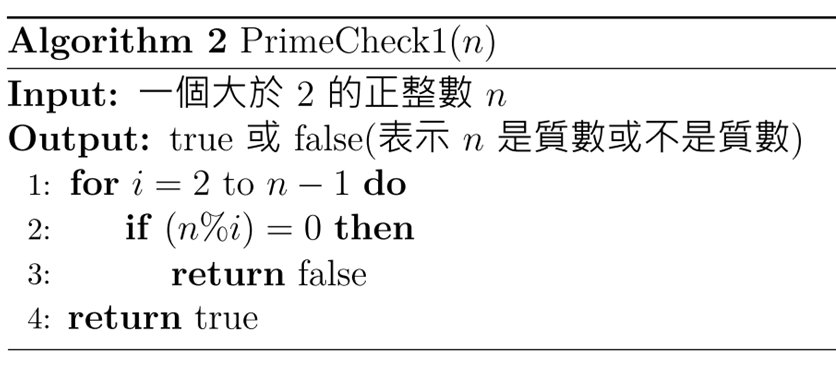 Algorithm 2 PrimeCheck1(n)
Input: 一個大於 2 的正整數 n
Output: true 或 false(表示 n 是質數或不是質數)
1: for i = 2 to n − 1 do
2: if (n%i) = 0 then
3: return false
4: return true